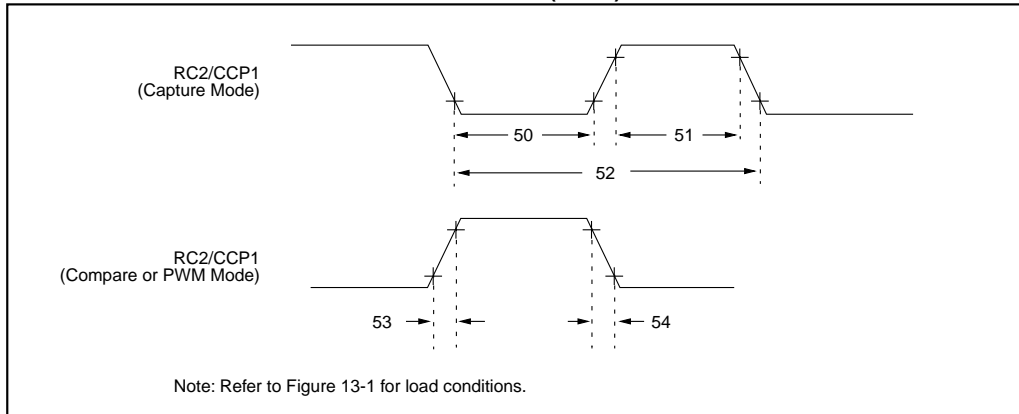 RC2/CCP1
(Capture Mode)
50
51
52
RC2/CCP1
(Compare or PWM Mode)
53
54
Note: Refer to Figure 13-1 for load conditions.